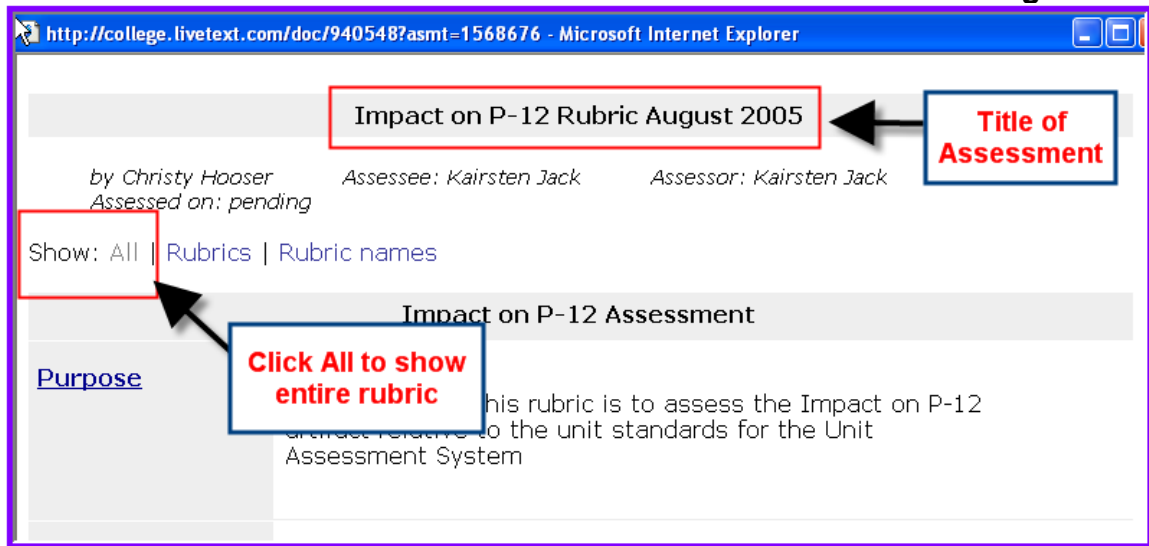 http://college.livetext.com/doc/940548?asmt=1568676 - Microsoft Internet Explorer
Impact on P-12 Rubric August 2005
Title of
Assessment
by Christy Hooser Assessee: Kairsten Jack Assessor: Kairsten Jack
Assessed on: pending
Show: All | Rubrics | Rubric names
Impact on P-12 Assessment
Click All to show
entire rubric
Purpose
his rubric is to assess the Impact on P-12
to the unit standards for the Unit
Assessment System